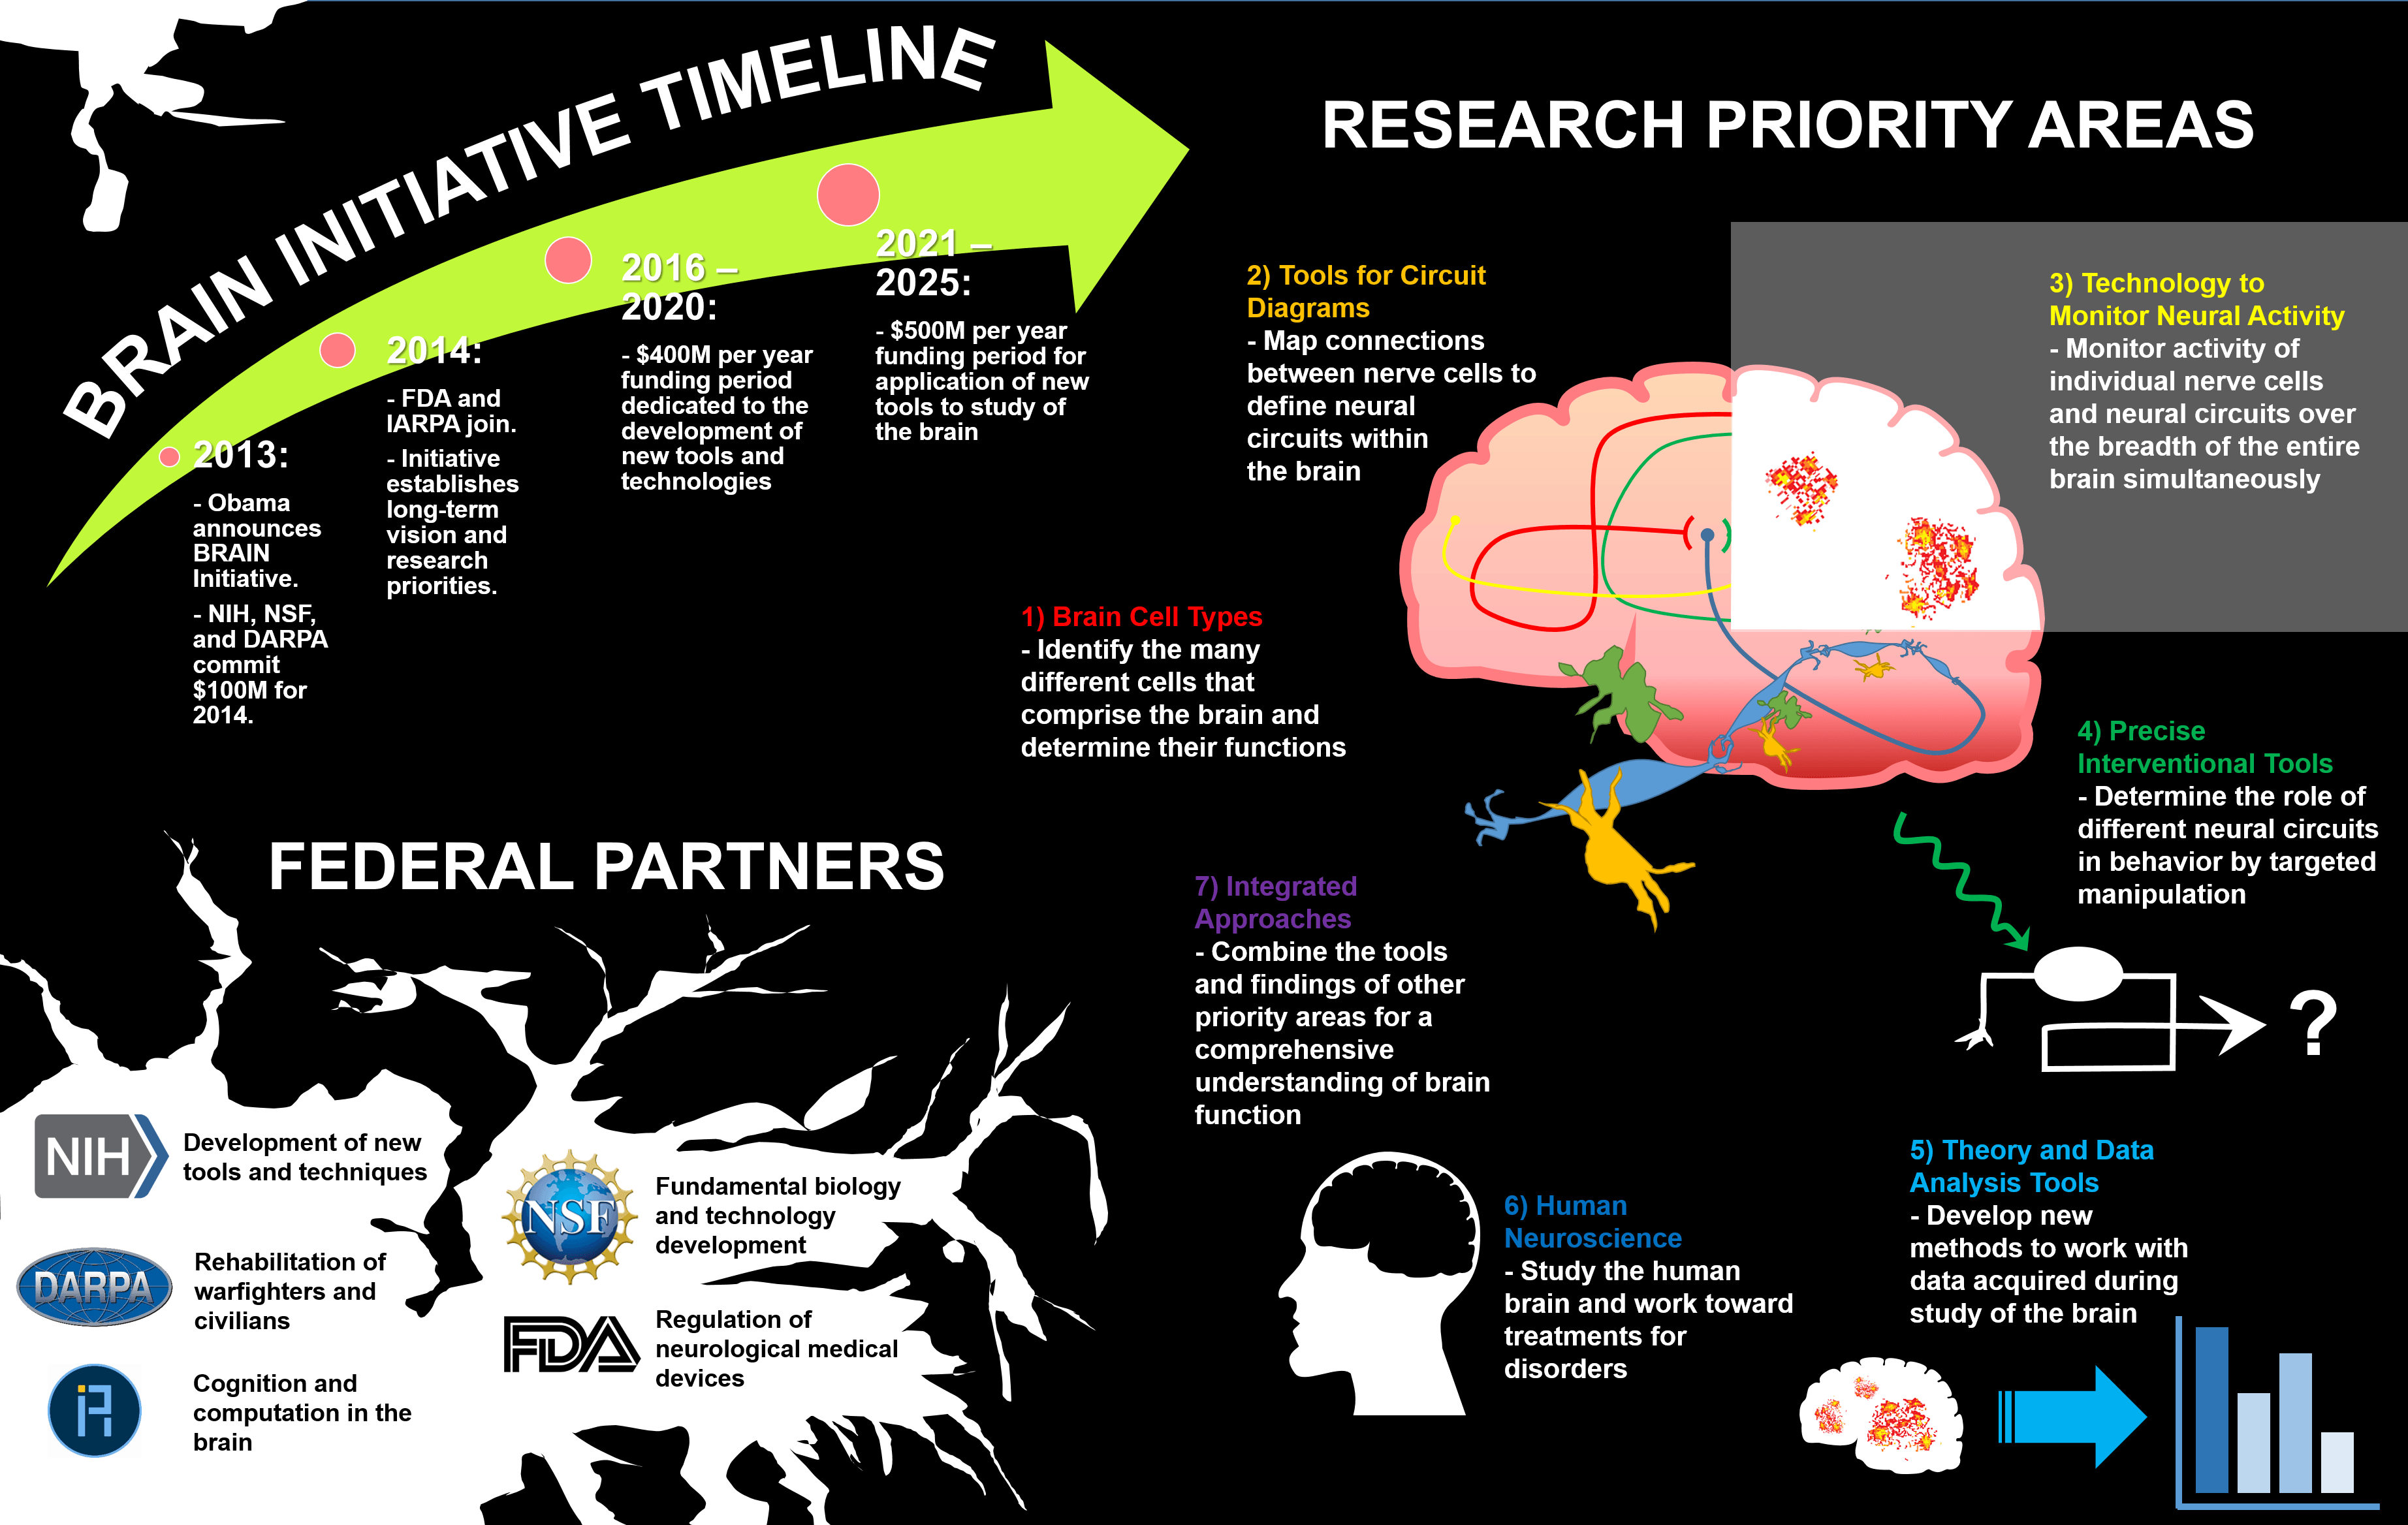 BRAIN INITIATIVE TIMELINE
2013:
- Obama
announces
BRAIN
Initiative.
- NIH, NSF,
and DARPA
commit
$100M for
2014.
2014:
- FDA and
IARPA join.
- Initiative
establishes
long-term
vision and
research
priorities.
2016 –
2020:
- $400M per year
funding period
dedicated to the
development of
new tools and
technologies
2021 –
2025:
- $500M per year
funding period for
application of new
tools to study of
the brain
RESEARCH PRIORITY AREAS
1) Brain Cell Types
- Identify the many
different cells that
comprise the brain and
determine their functions
2) Tools for Circuit
Diagrams
- Map connections
between nerve cells to
define neural
circuits within
the brain
3) Technology to
Monitor Neural Activity
- Monitor activity of
individual nerve cells
and neural circuits over
the breadth of the entire
brain simultaneously
4) Precise
Interventional Tools
- Determine the role of
different neural circuits
in behavior by targeted
manipulation
?
5) Theory and Data
Analysis Tools
- Develop new
methods to work with
data acquired during
study of the brain
6) Human
Neuroscience
- Study the human
brain and work toward
treatments for
disorders
7) Integrated
Approaches
- Combine the tools
and findings of other
priority areas for a
comprehensive
understanding of brain
function
FEDERAL PARTNERS
NIH
Development of new
tools and techniques
DARPA
Rehabilitation of
warfighters and
civilians
Cognition and
computation in the
brain
NSF
Fundamental biology
and technology
development
FDA
Regulation of
neurological medical
devices